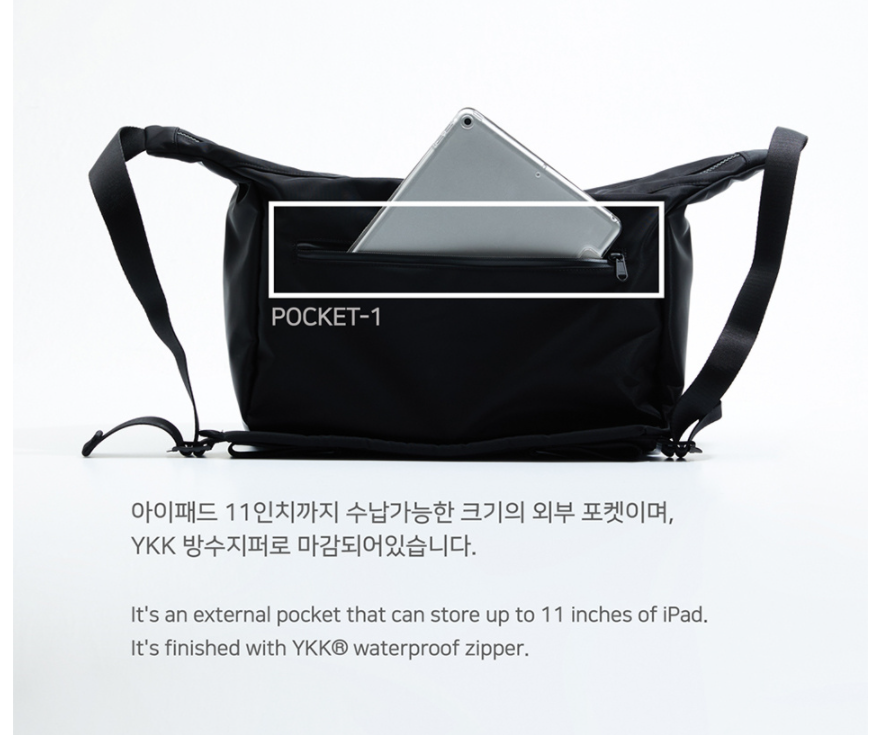 POCKET-1
아이패드 11인치까지 수납가능한 크기의 외부 포켓이며,
YKK 방수지퍼로 마감되어있습니다.
It's an external pocket that can store up to 11 inches of iPad.
It's finished with YKK® waterproof zipper.